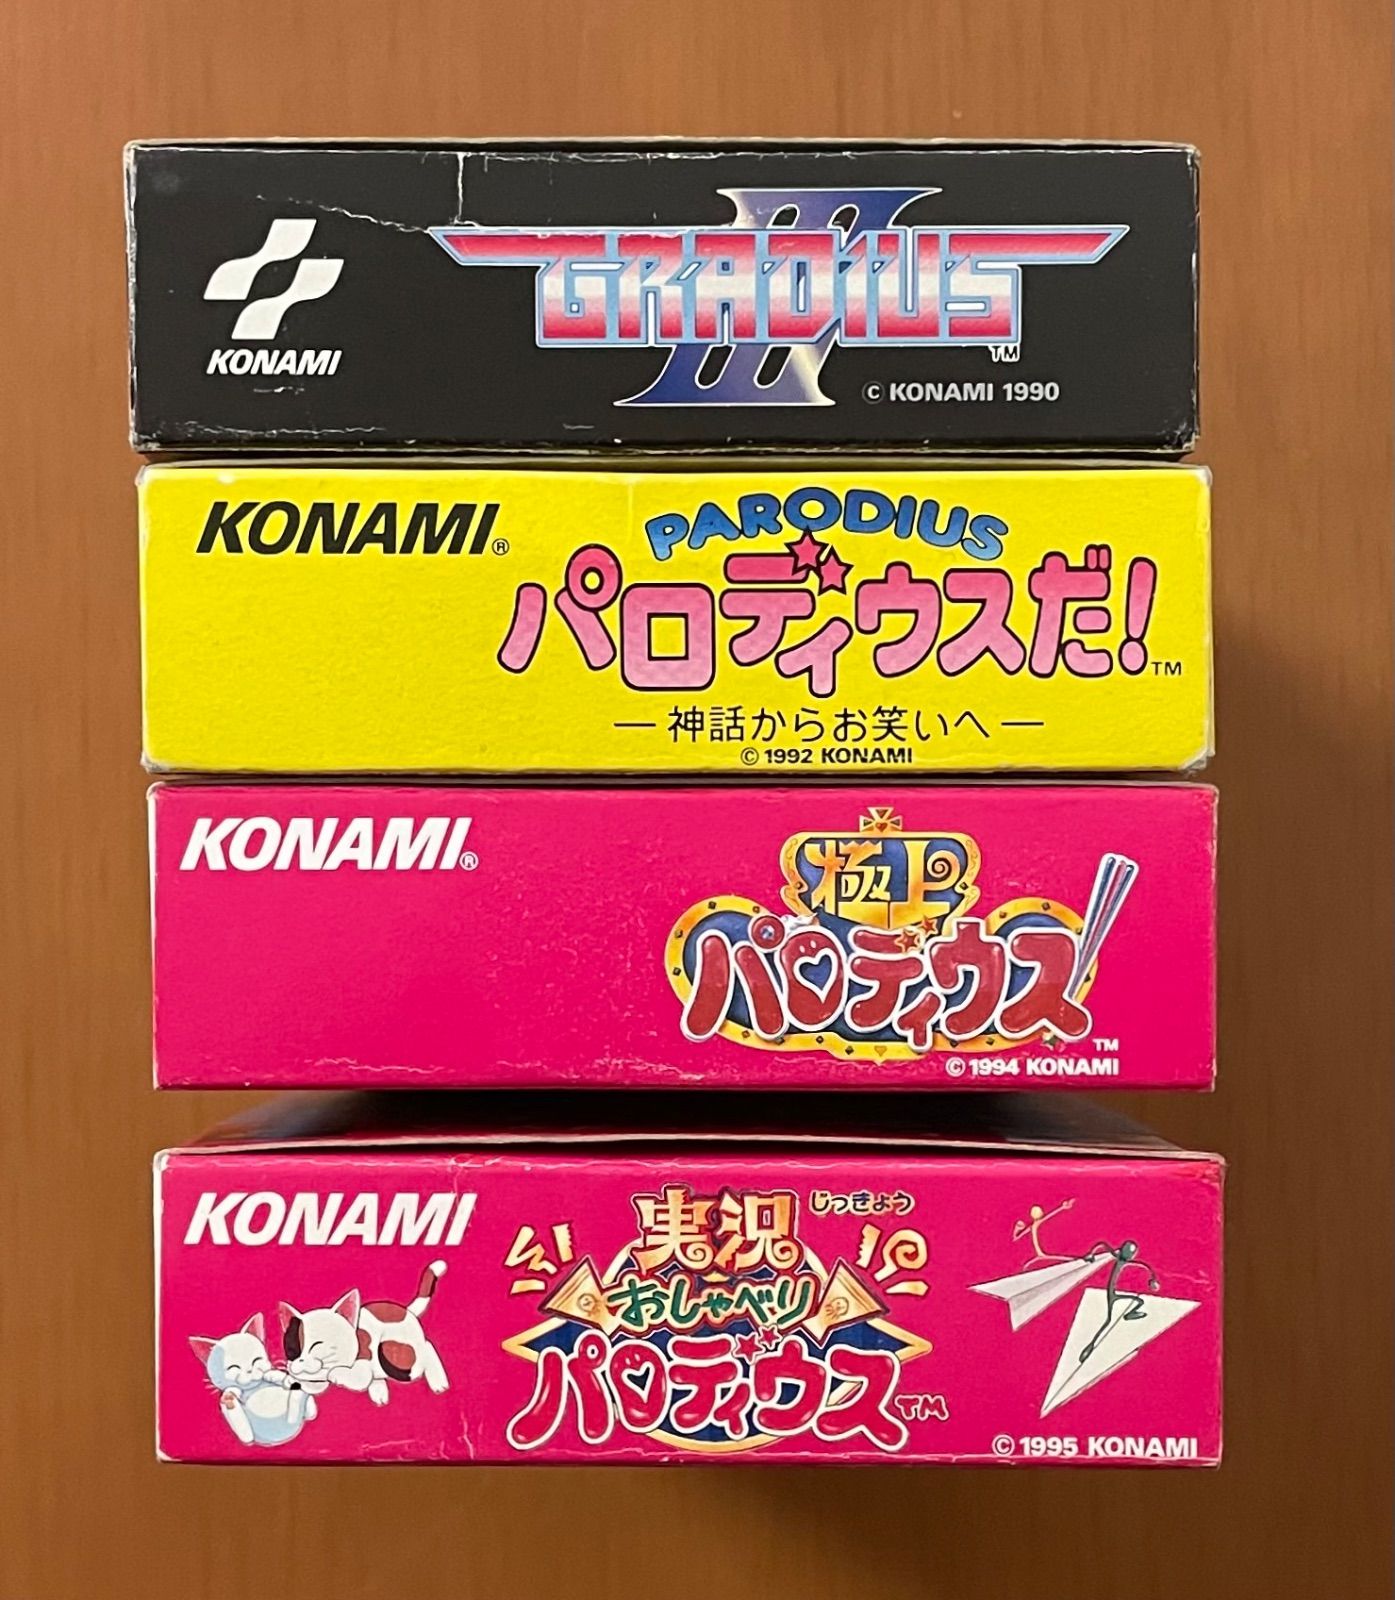 III
GRADIUS
TM
KONAMI
© KONAMI 1990
KONAMI®
PARODIUS
パロディウスだ!
TM
—神話からお笑いへ—
© 1992 KONAMI
KONAMI®
極上
パロディウス
TM
© 1994 KONAMI
KONAMI
実況
じっきょう
おしゃべり
パロディウス
TM
© 1995 KONAMI